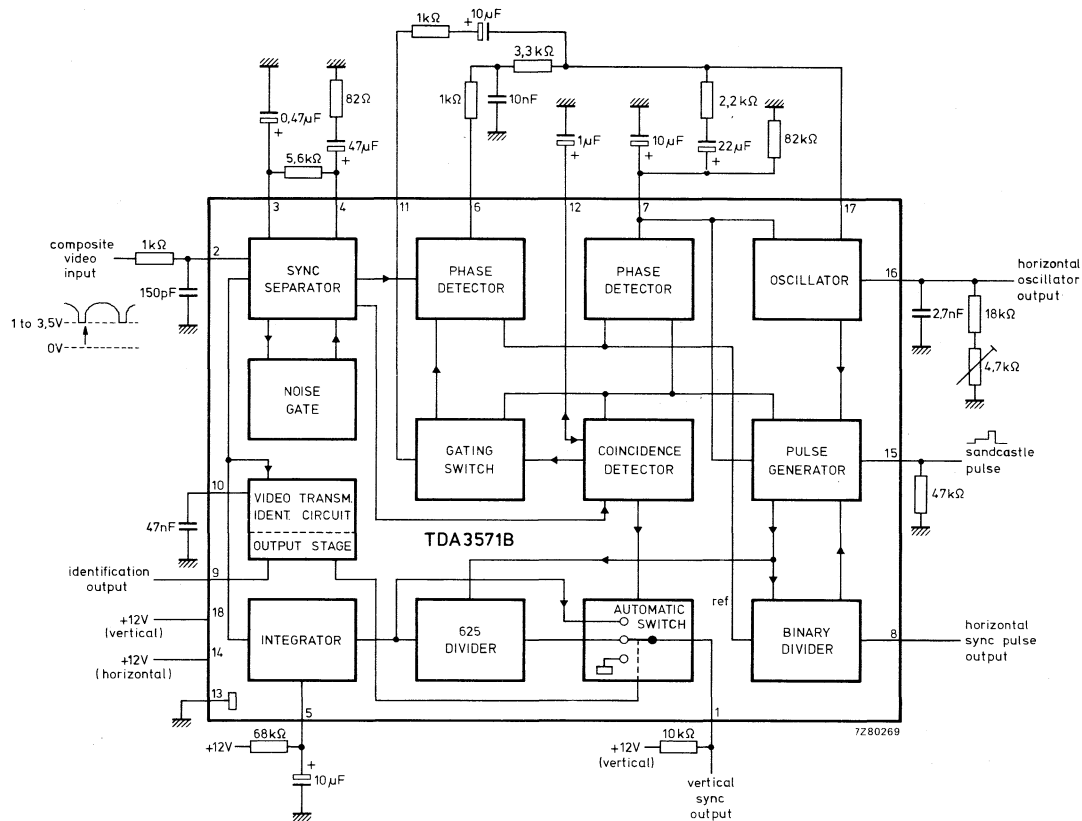 1kΩ
10µF
+
3,3kΩ
82Ω
0,47µF
+
47µF
+
5,6kΩ
1kΩ
10nF
1µF
+
10µF
+
2,2kΩ
22µF
+
82kΩ
3
4
11
6
12
7
17
composite
video
input
1kΩ
2
150pF
1 to 3,5V
0V
SYNC
SEPARATOR
PHASE
DETECTOR
PHASE
DETECTOR
OSCILLATOR
16
horizontal
oscillator
output
2,7nF
18kΩ
4,7kΩ
NOISE
GATE
GATING
SWITCH
COINCIDENCE
DETECTOR
PULSE
GENERATOR
15
sandcastle
pulse
47kΩ
10
47nF
VIDEO TRANSM.
IDENT. CIRCUIT
OUTPUT STAGE
TDA3571B
identification
output
9
18
+12V
(vertical)
14
+12V
(horizontal)
13
INTEGRATOR
625
DIVIDER
AUTOMATIC
SWITCH
ref
BINARY
DIVIDER
8
horizontal
sync pulse
output
5
1
7Z80269
+12V
68kΩ
+
10µF
+12V
(vertical)
10kΩ
vertical
sync
output